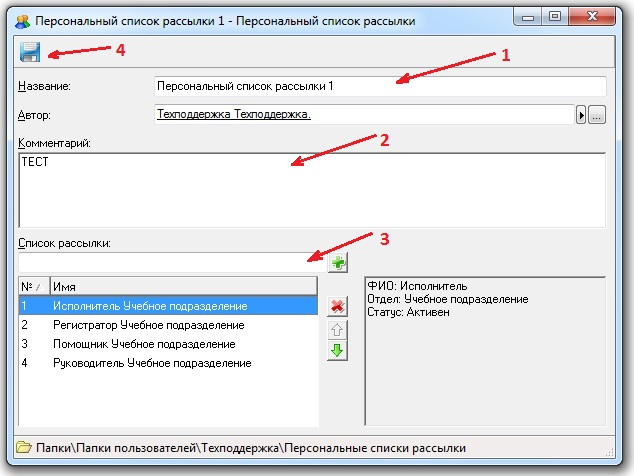 Персональный список рассылки 1 - Персональный список рассылки
4
1
Название: Персональный список рассылки 1
Автор: Техподдержка Техподдержка. ...
2
Комментарий:
ТЕСТ
3
Список рассылки:
№ Имя
1 Исполнитель Учебное подразделение
2 Регистратор Учебное подразделение
3 Помощник Учебное подразделение
4 Руководитель Учебное подразделение
ФИО: Исполнитель
Отдел: Учебное подразделение
Статус: Активен
Папки\Папки пользователей\Техподдержка\Персональные списки рассылки